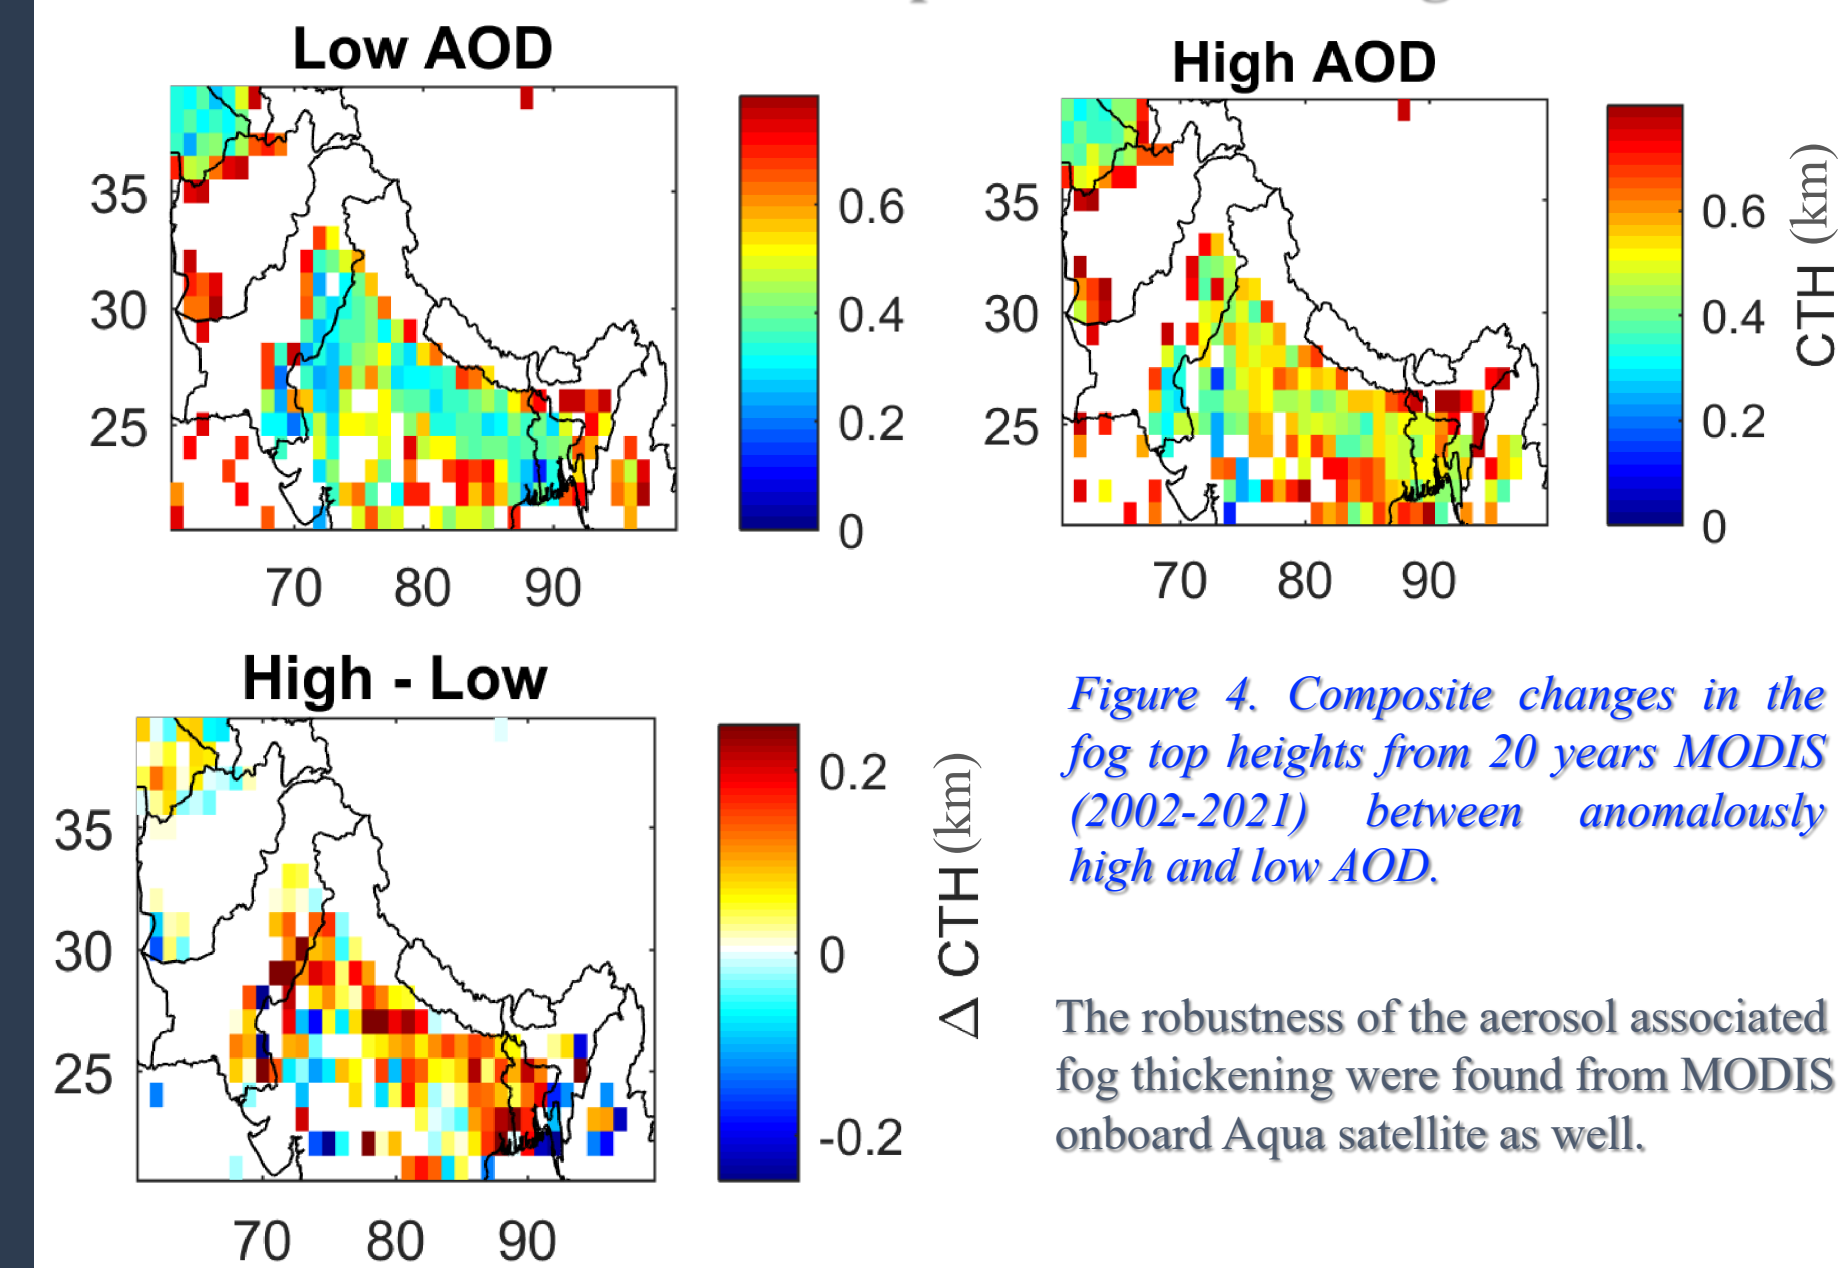 Low AOD
High AOD
35
30
25
70
80
90
0.6
0.4
0.2
0
35
30
25
70
80
90
0.6
0.4
0.2
0
CTH (km)
High - Low
35
30
25
70
80
90
0.2
0
-0.2
Δ CTH (km)
Figure 4. Composite changes in the
fog top heights from 20 years MODIS
(2002-2021) between anomalously
high and low AOD.
The robustness of the aerosol associated
fog thickening were found from MODIS
onboard Aqua satellite as well.